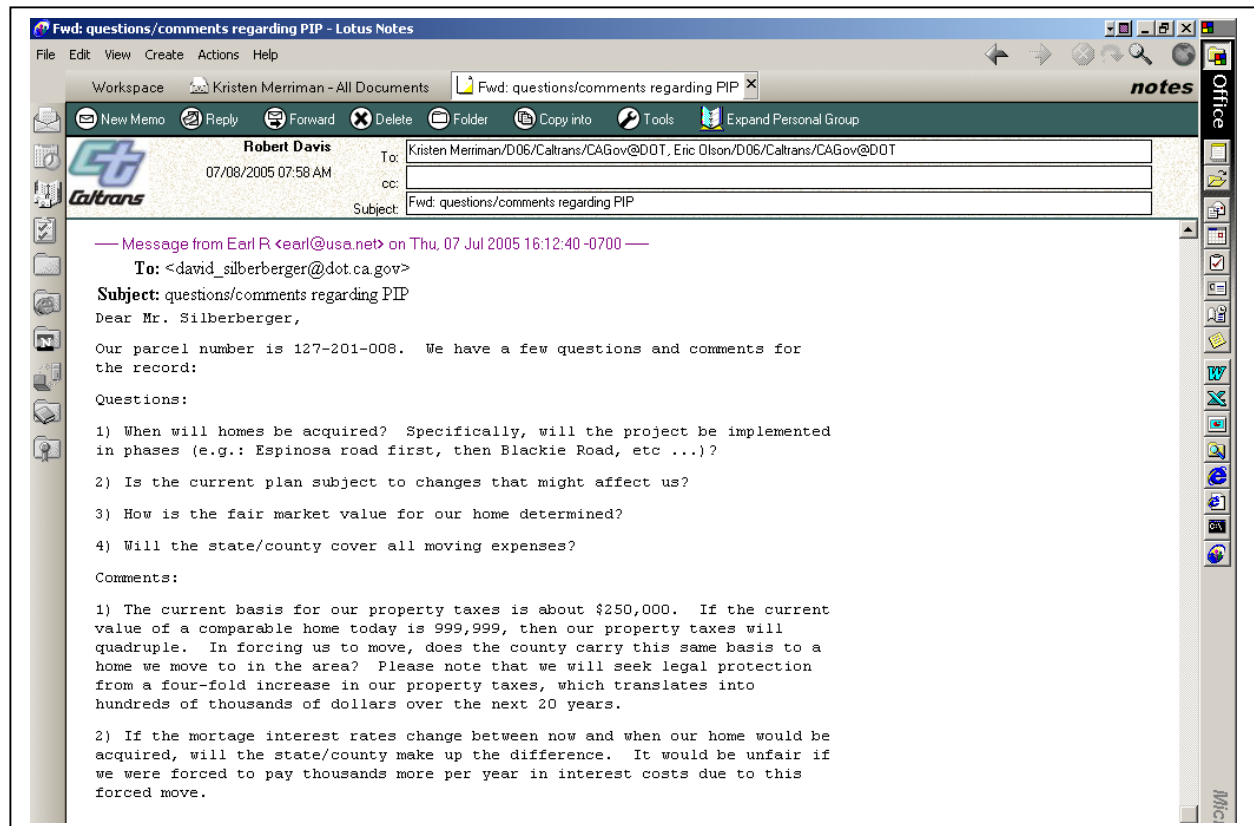 Fwd: questions/comments regarding PIP - Lotus Notes
File Edit View Create Actions Help
Workspace Kristen Merriman - All Documents Fwd: questions/comments regarding PIP notes
New Memo Reply Forward Delete Folder Copy into Tools Expand Personal Group
Office
Caltrans
Robert Davis
07/08/2005 07:58 AM
To: Kristen Merriman/D06/Caltrans/CAGov@DOT, Eric Olson/D06/Caltrans/CAGov@DOT
cc:
Subject: Fwd: questions/comments regarding PIP
----- Message from Earl R <earl@usa.net> on Thu, 07 Jul 2005 16:12:40 -0700 -----
To: <david_silberberger@dot.ca.gov>
Subject: questions/comments regarding PIP
Dear Mr. Silberberger,
Our parcel number is 127-201-008. We have a few questions and comments for
the record:
Questions:
1) When will homes be acquired? Specifically, will the project be implemented
in phases (e.g.: Espinosa road first, then Blackie Road, etc ...)?
2) Is the current plan subject to changes that might affect us?
3) How is the fair market value for our home determined?
4) Will the state/county cover all moving expenses?
Comments:
1) The current basis for our property taxes is about $250,000. If the current
value of a comparable home today is 999,999, then our property taxes will
quadruple. In forcing us to move, does the county carry this same basis to a
home we move to in the area? Please note that we will seek legal protection
from a four-fold increase in our property taxes, which translates into
hundreds of thousands of dollars over the next 20 years.
2) If the mortage interest rates change between now and when our home would be
acquired, will the state/county make up the difference. It would be unfair if
we were forced to pay thousands more per year in interest costs due to this
forced move.